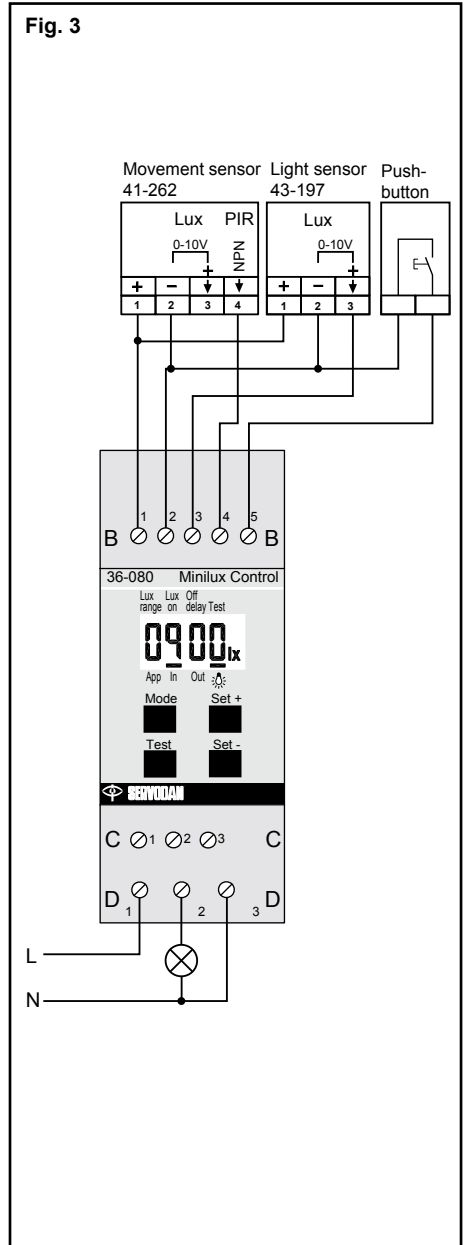 Fig. 3
Movement sensor Light sensor Push-
41-262 43-197 button
Lux PIR Lux
0-10V NPN 0-10V
+ +
+ − + −
1 2 3 4 1 2 3
1 2 3 4 5
B B
36-080 Minilux Control
Lux Lux Off
range on delay Test
0900lx
App In Out
Mode Set +
Test Set -
SERVODAN
C 1 2 3 C
D 1 2 3 D
L
N